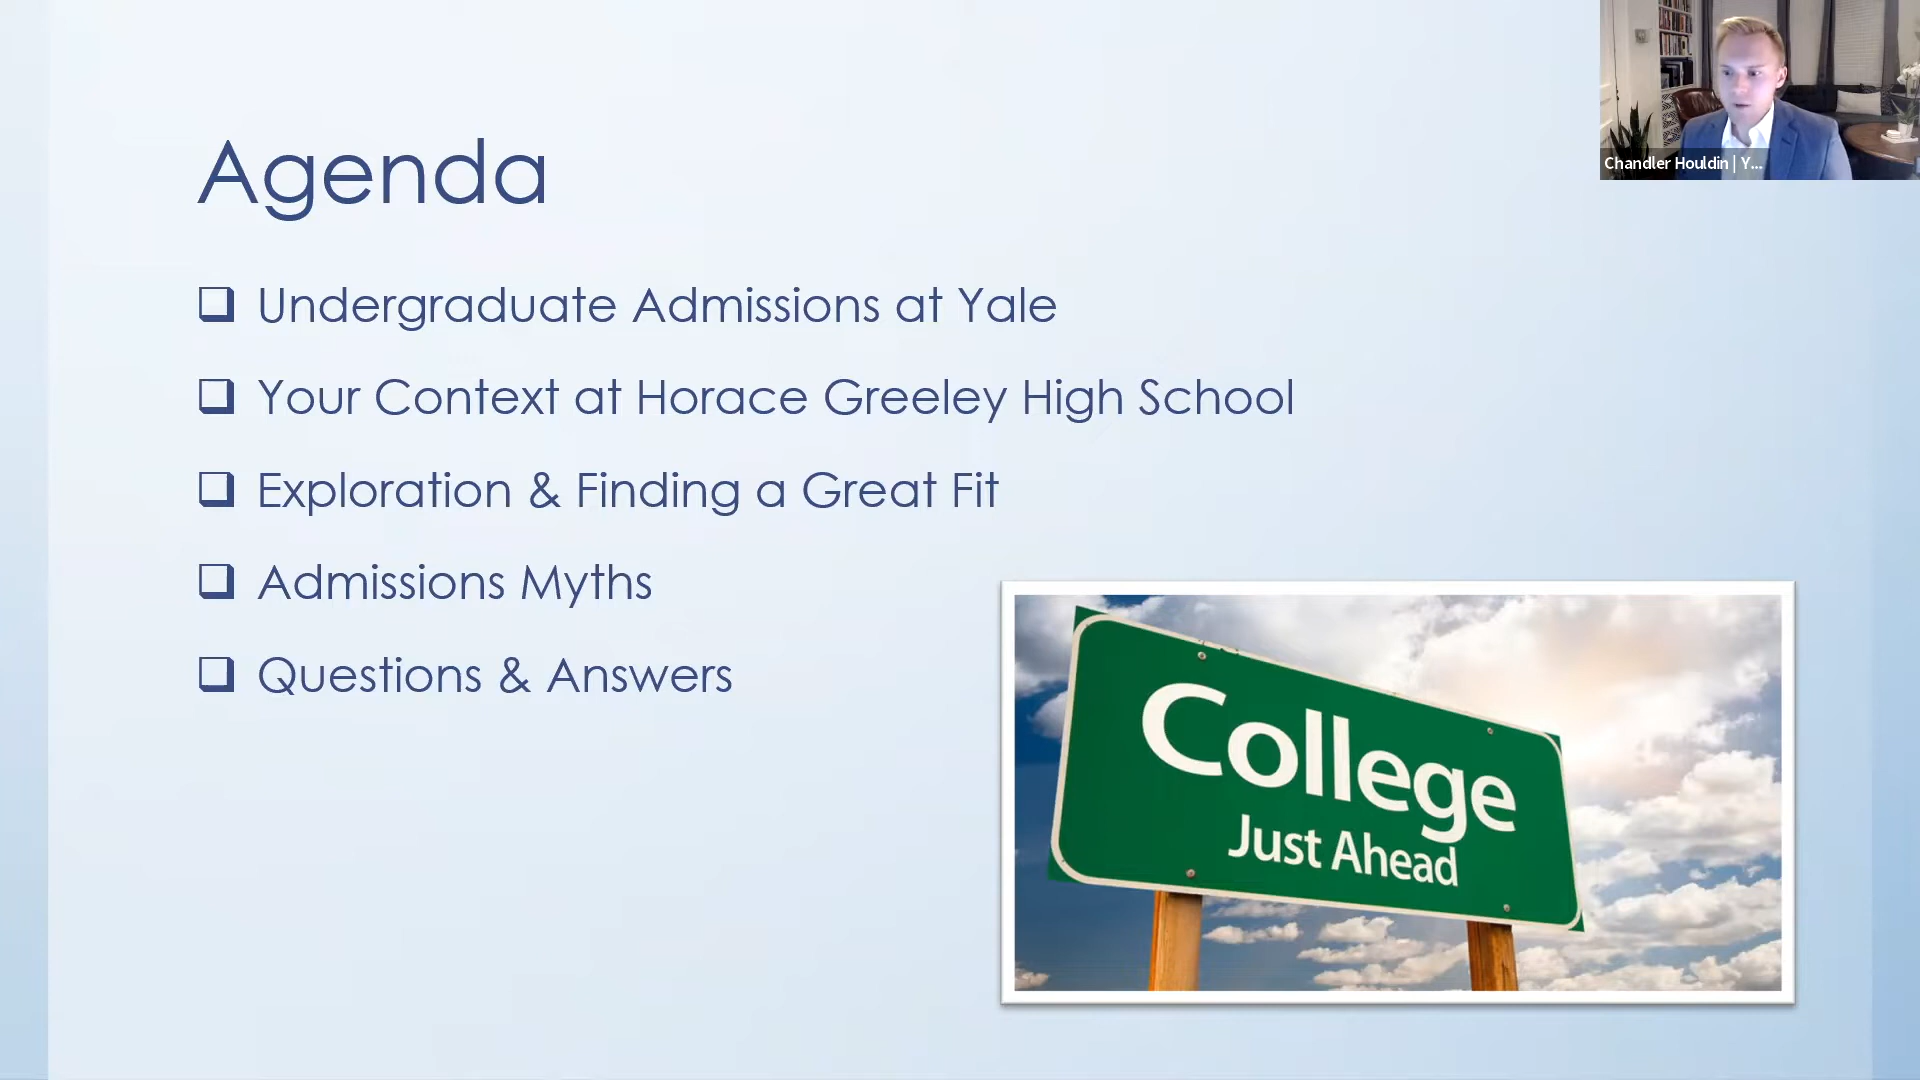 Chandler Houldin | Y...
Agenda
Undergraduate Admissions at Yale
Your Context at Horace Greeley High School
Exploration & Finding a Great Fit
Admissions Myths
Questions & Answers
College
Just Ahead